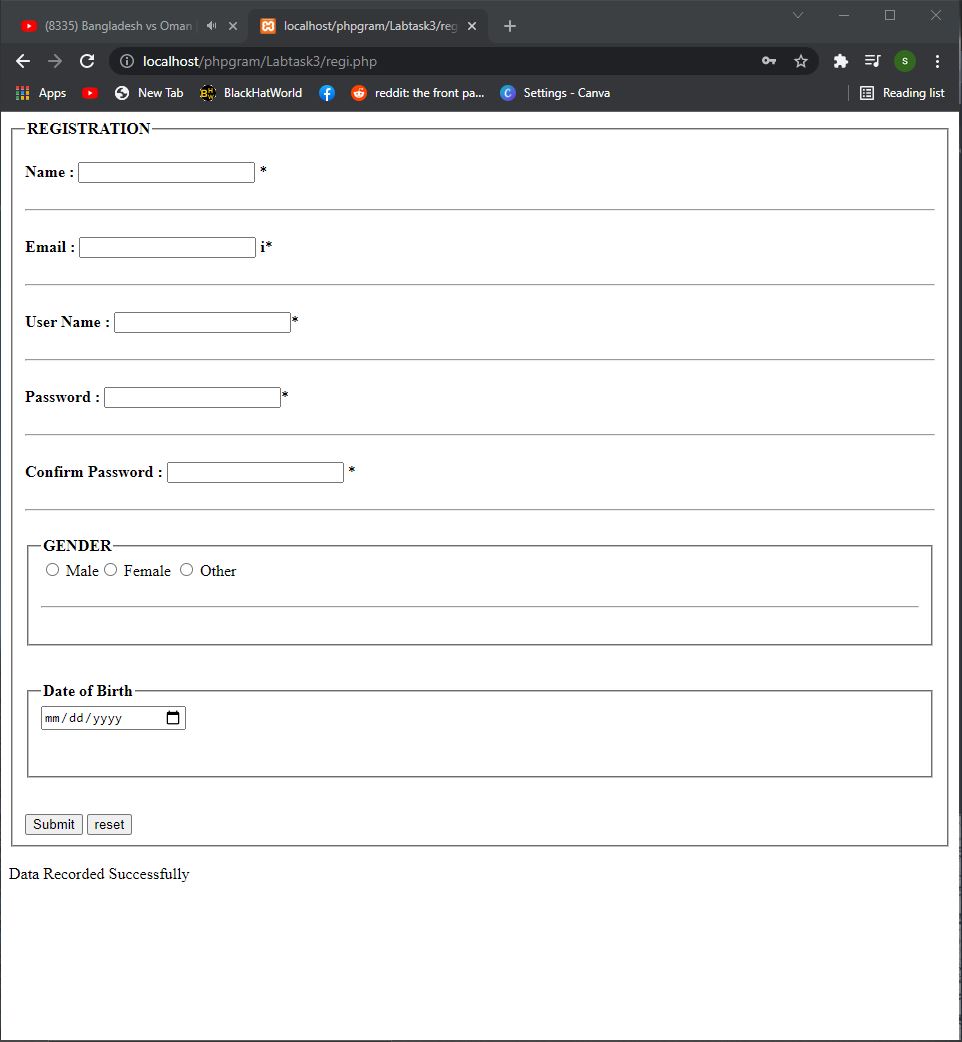 (8335) Bangladesh vs Oman
localhost/phpgram/Labtask3/reg
localhost/phpgram/Labtask3/regi.php
S
Apps
New Tab
BlackHatWorld
reddit: the front pa...
Settings - Canva
Reading list
REGISTRATION
Name : *
Email : i*
User Name : *
Password : *
Confirm Password : *
GENDER
Male Female Other
Date of Birth
mm/dd/yyyy
Submit reset
Data Recorded Successfully